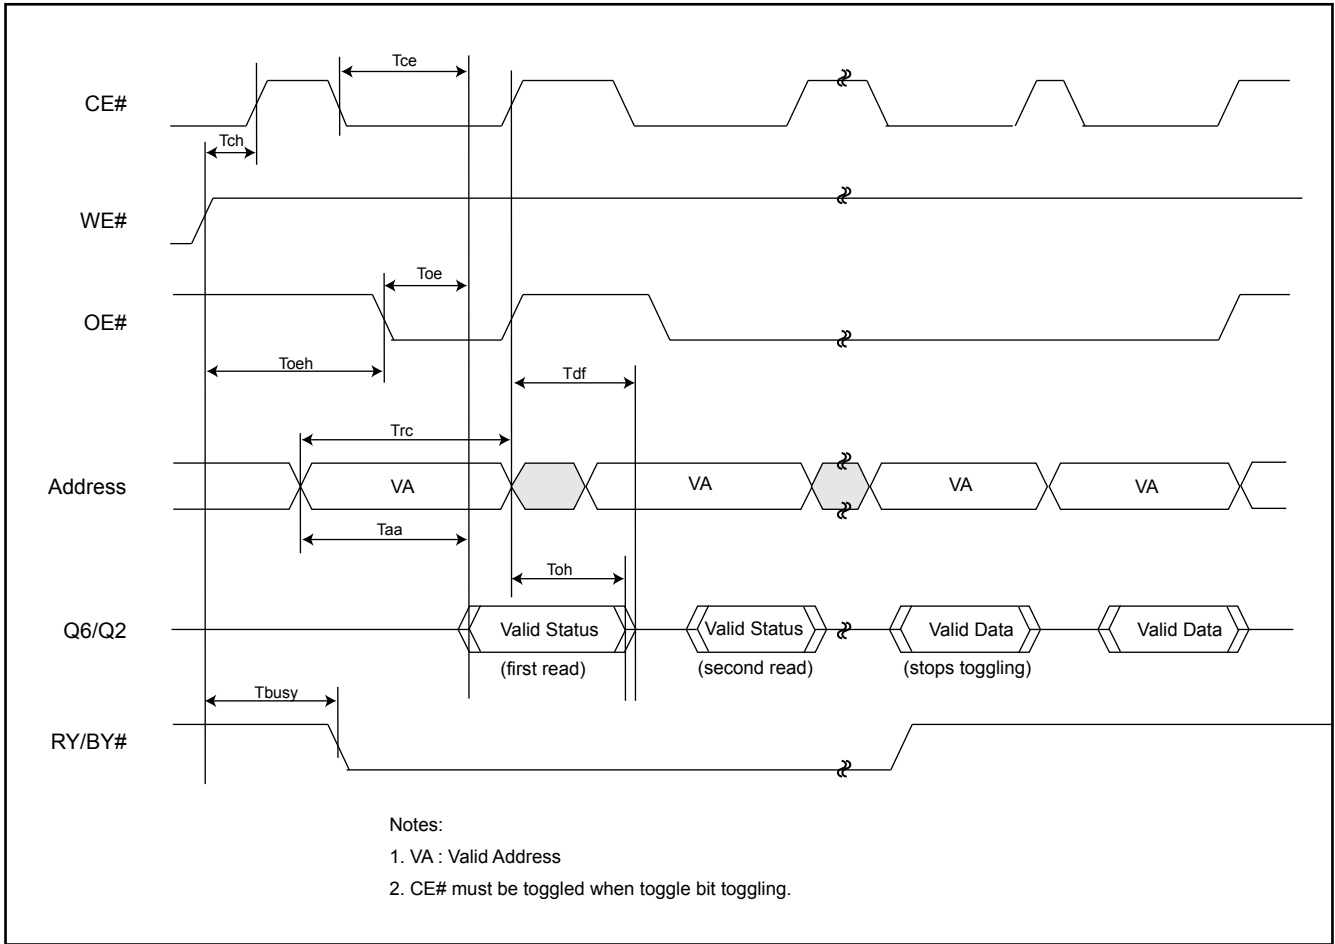 Tce
CE#
Tch
WE#
Toe
OE#
Toeh
Tdf
Trc
Address
VA
VA
VA
VA
Taa
Toh
Q6/Q2
Valid Status
Valid Status
Valid Data
Valid Data
(first read)
(second read)
(stops toggling)
Tbusy
RY/BY#
Notes:
1. VA : Valid Address
2. CE# must be toggled when toggle bit toggling.